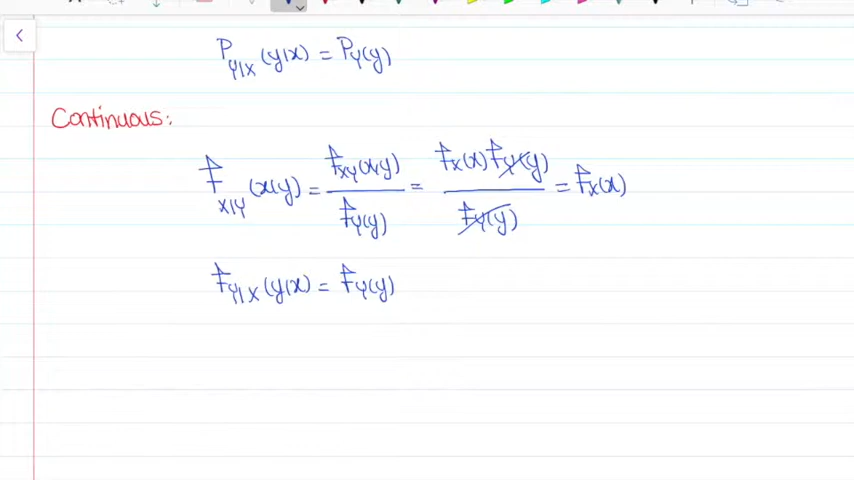 P_{Y|X}(y|x) = P_Y(y)
Continuous:
f_{X|Y}(x|y) = f_{XY}(x,y) / f_Y(y) = f_X(x) f_Y(y) / f_Y(y) = f_X(x)
f_{Y|X}(y|x) = f_Y(y)